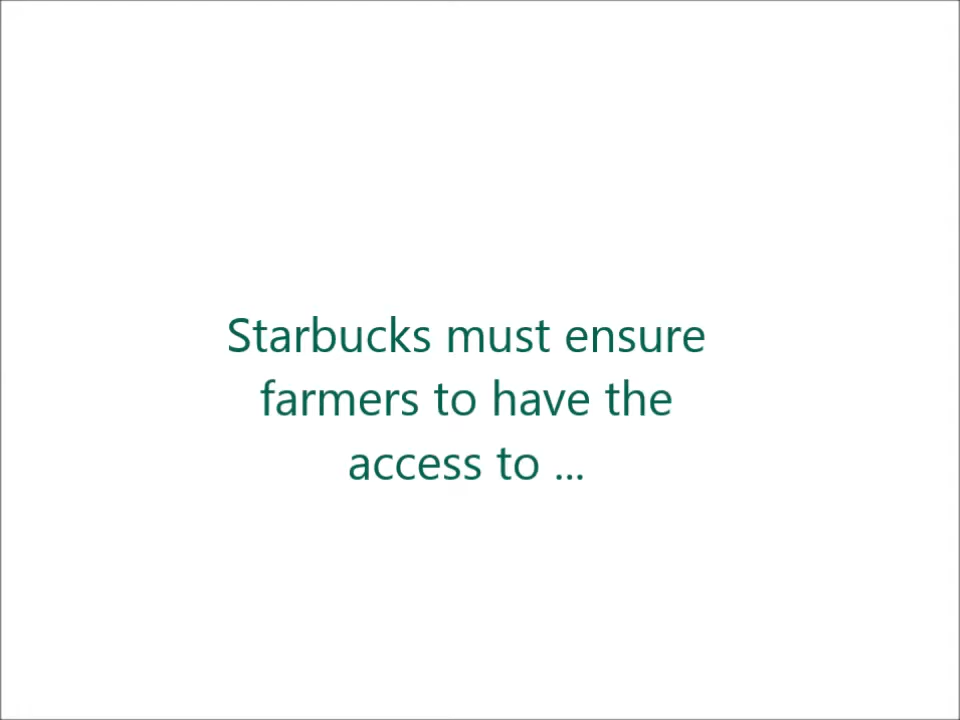 Starbucks must ensure
farmers to have the
access to ...